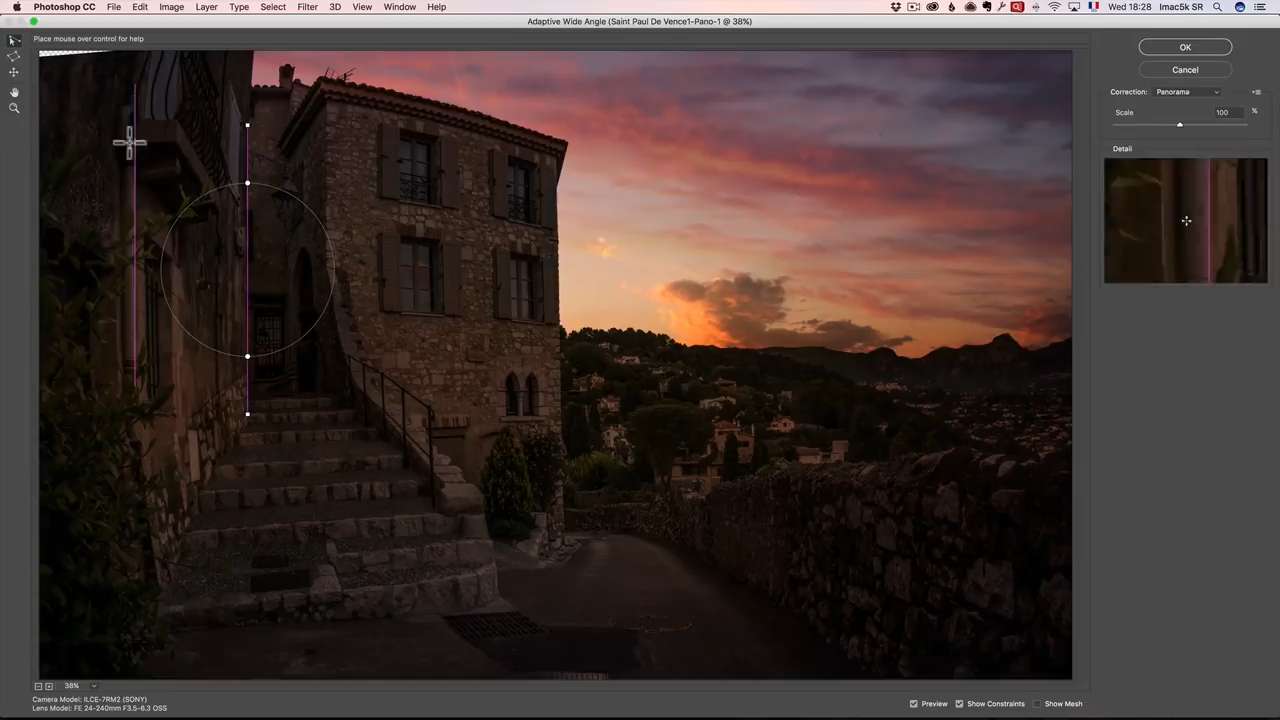 Photoshop CC File Edit Image Layer Type Select Filter 3D View Window Help Wed 18:28 Imac5k SR
Adaptive Wide Angle (Saint Paul De Vence1-Pano-1 @ 38%)
Place mouse over control for help
OK
Cancel
Correction: Panorama
Scale 100 %
Detail
38%
Camera Model: ILCE-7RM2 (SONY)
Lens Model: FE 24-240mm F3.5-6.3 OSS
Preview Show Constraints Show Mesh